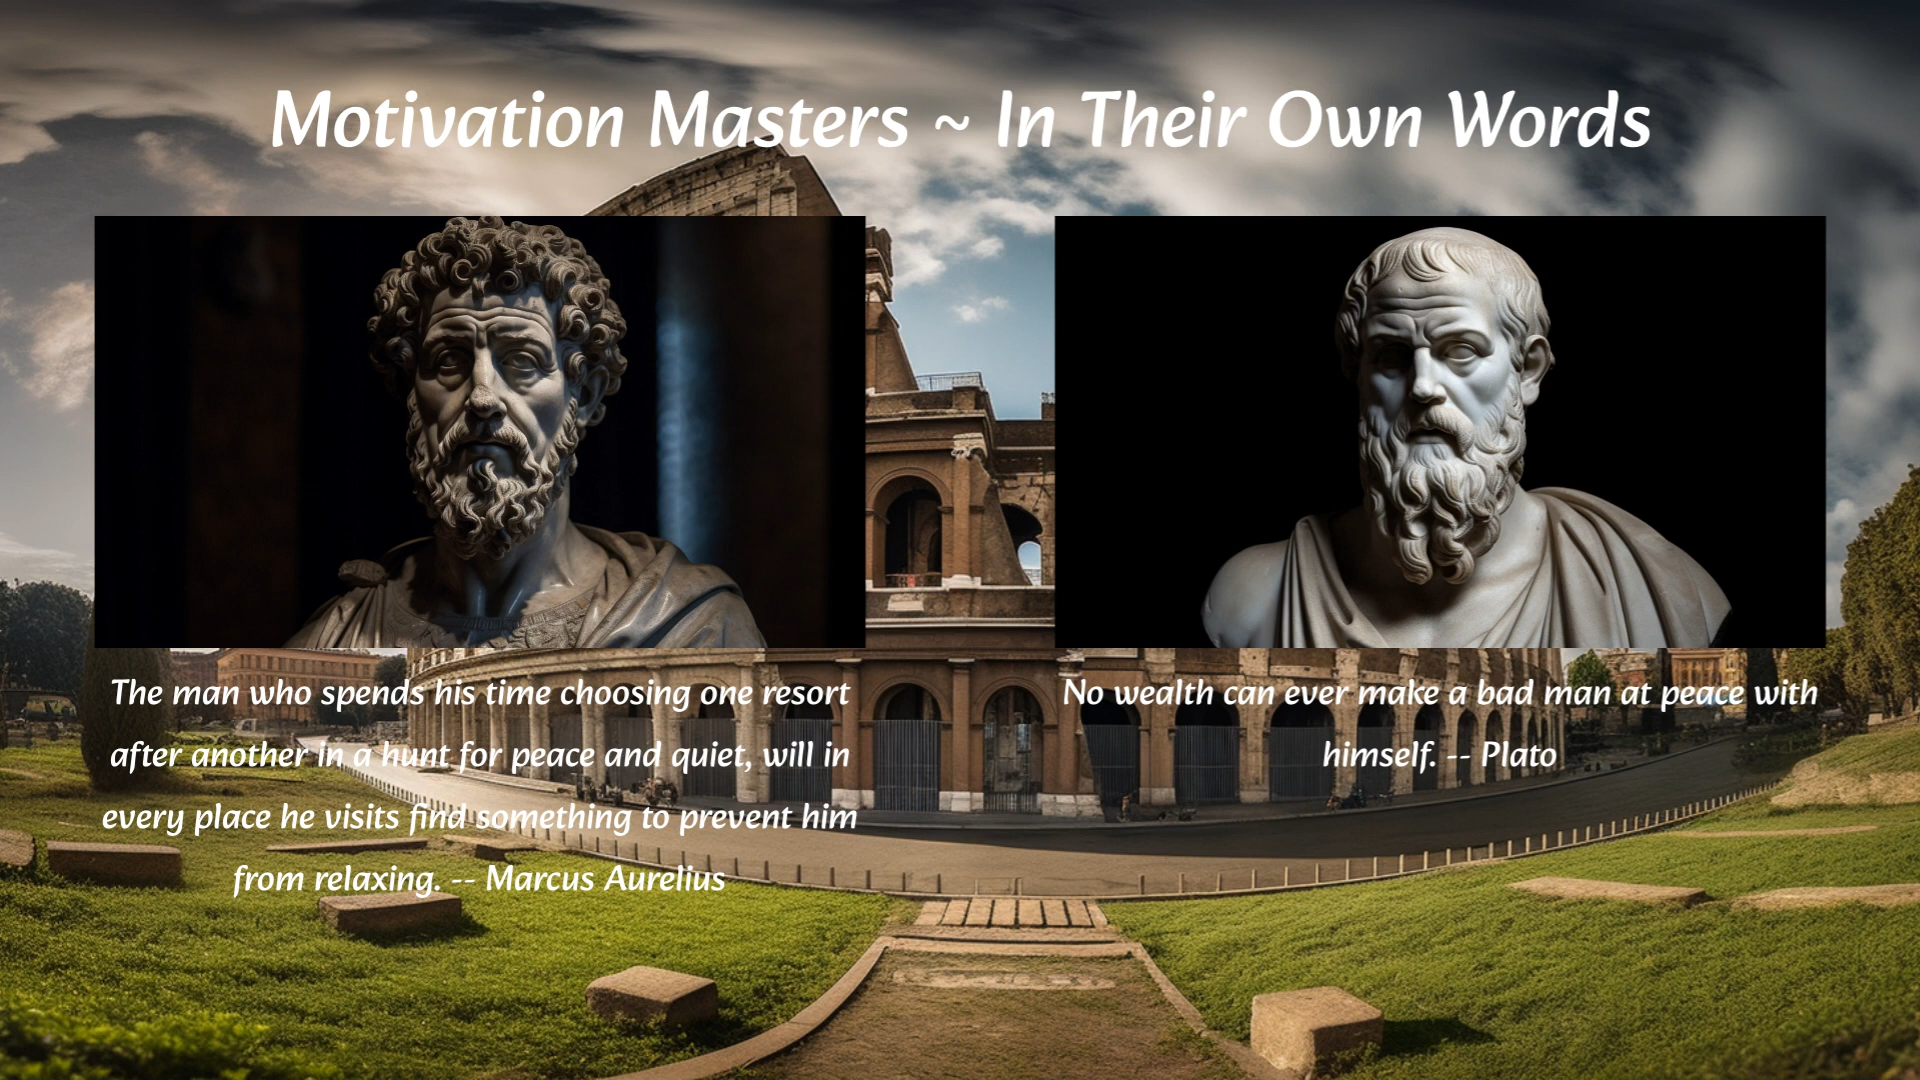 Motivation Masters ~ In Their Own Words
The man who spends his time choosing one resort
after another in a hunt for peace and quiet, will in
every place he visits find something to prevent him
from relaxing. -- Marcus Aurelius
No wealth can ever make a bad man at peace with
himself. -- Plato